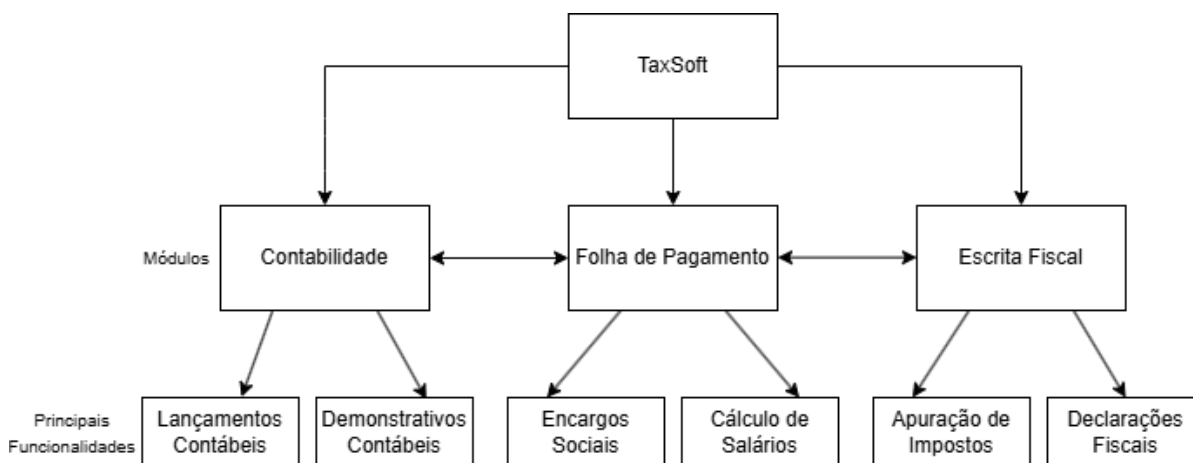 TaxSoft
Módulos
Contabilidade
Folha de Pagamento
Escrita Fiscal
Principais
Funcionalidades
Lançamentos
Contábeis
Demonstrativos
Contábeis
Encargos
Sociais
Cálculo de
Salários
Apuração de
Impostos
Declarações
Fiscais